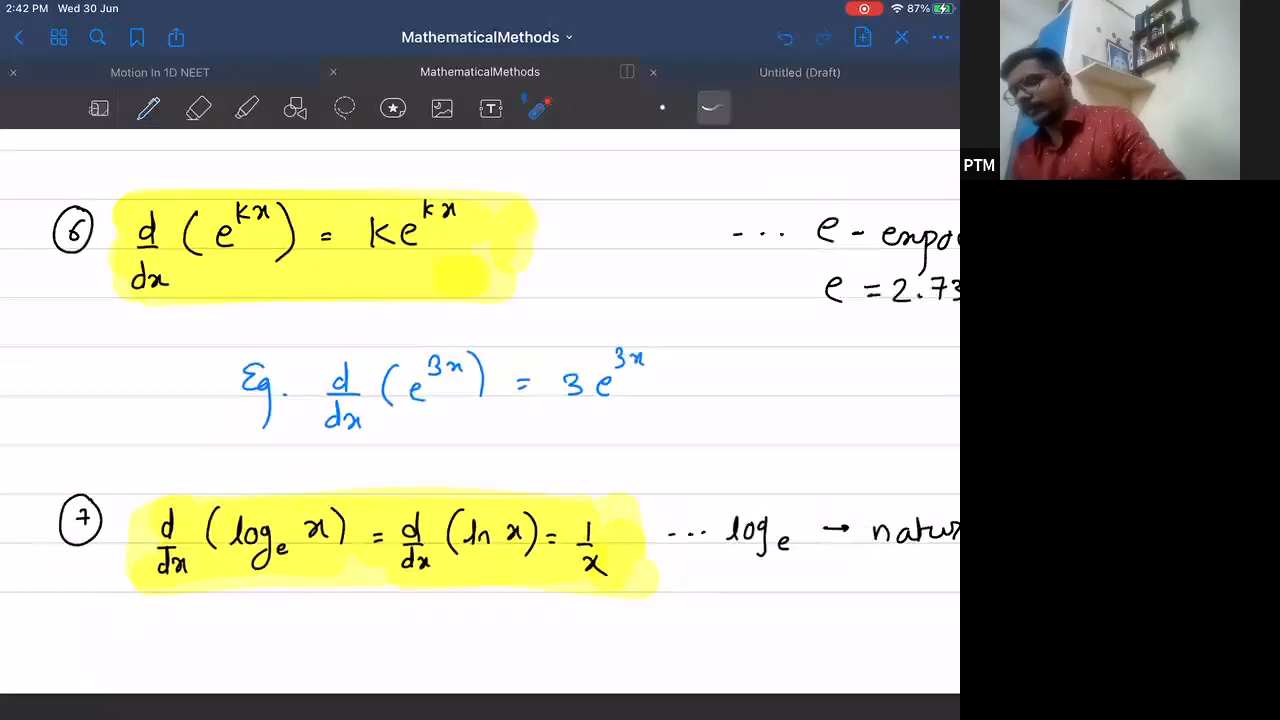 2:42 PM Wed 30 Jun
87%
MathematicalMethods
Motion In 1D NEET
MathematicalMethods
Untitled (Draft)
T
PTM
⑥ d/dx (e^{kx}) = ke^{kx} ... e - expo
e = 2.73
Eg. d/dx (e^{3x}) = 3e^{3x}
⑦ d/dx (log_e x) = d/dx (ln x) = 1/x ... log_e → natur